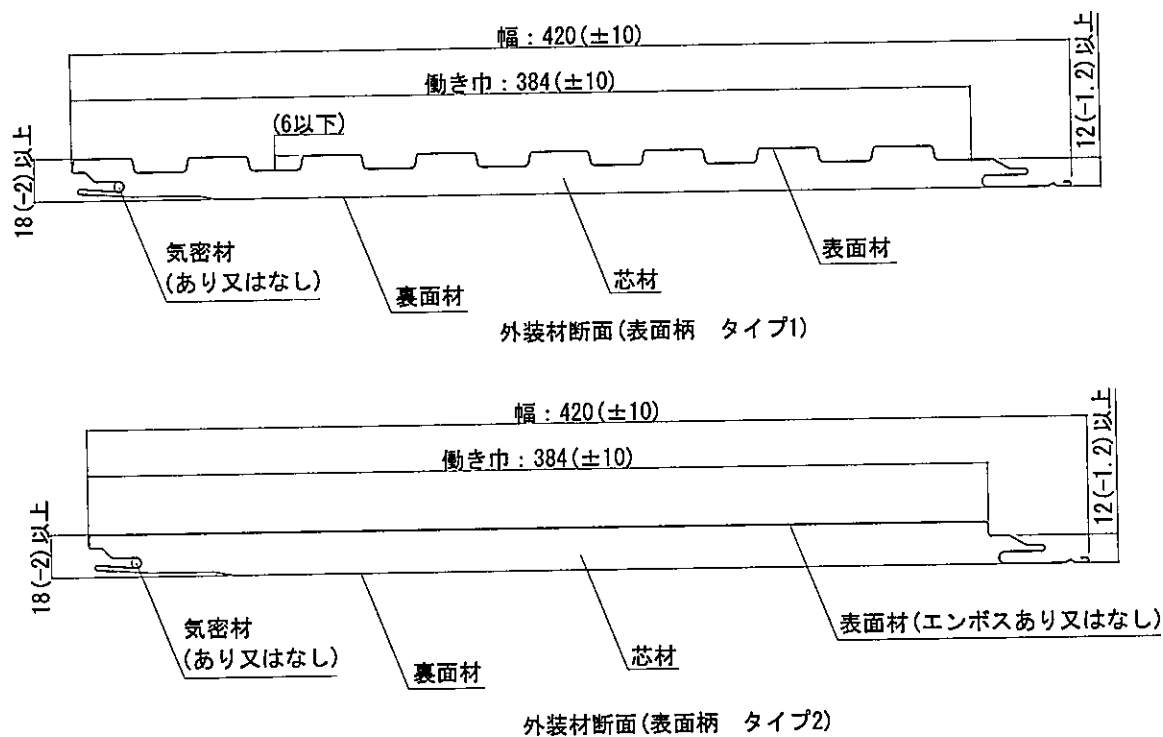 幅：420(±10)
働き巾：384(±10)
(6以下)
12(-1.2)以上
18(-2)以上
気密材
(あり又はなし)
裏面材
芯材
表面材
外装材断面(表面柄　タイプ1)
幅：420(±10)
働き巾：384(±10)
12(-1.2)以上
18(-2)以上
気密材
(あり又はなし)
裏面材
芯材
表面材(エンボスあり又はなし)
外装材断面(表面柄　タイプ2)